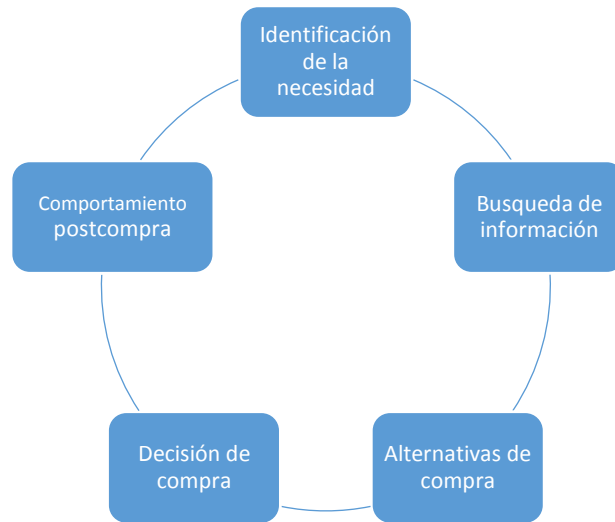 Identificación
de la
necesidad
Busqueda de
información
Alternativas de
compra
Decisión de
compra
Comportamiento
postcompra